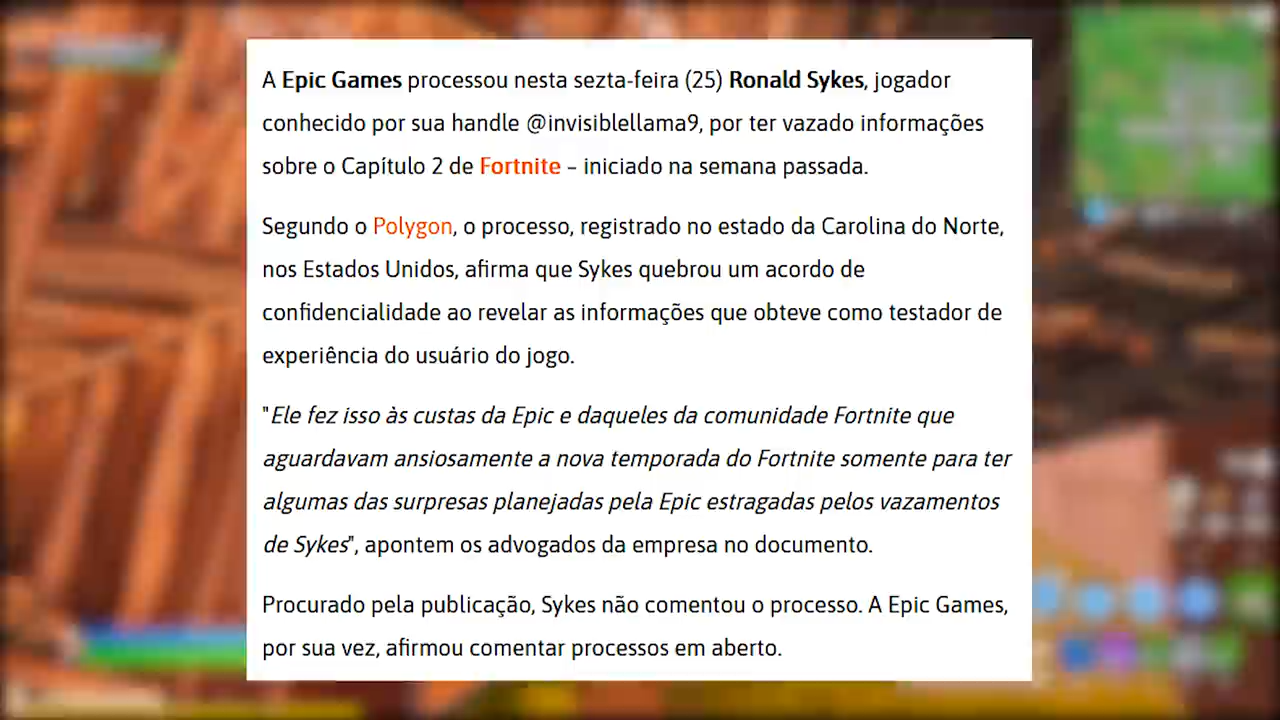 A Epic Games processou nesta sezta-feira (25) Ronald Sykes, jogador
conhecido por sua handle @invisiblellama9, por ter vazado informações
sobre o Capítulo 2 de Fortnite – iniciado na semana passada.
Segundo o Polygon, o processo, registrado no estado da Carolina do Norte,
nos Estados Unidos, afirma que Sykes quebrou um acordo de
confidencialidade ao revelar as informações que obteve como testador de
experiência do usuário do jogo.
"Ele fez isso às custas da Epic e daqueles da comunidade Fortnite que
aguardavam ansiosamente a nova temporada do Fortnite somente para ter
algumas das surpresas planejadas pela Epic estragadas pelos vazamentos
de Sykes", apontem os advogados da empresa no documento.
Procurado pela publicação, Sykes não comentou o processo. A Epic Games,
por sua vez, afirmou comentar processos em aberto.